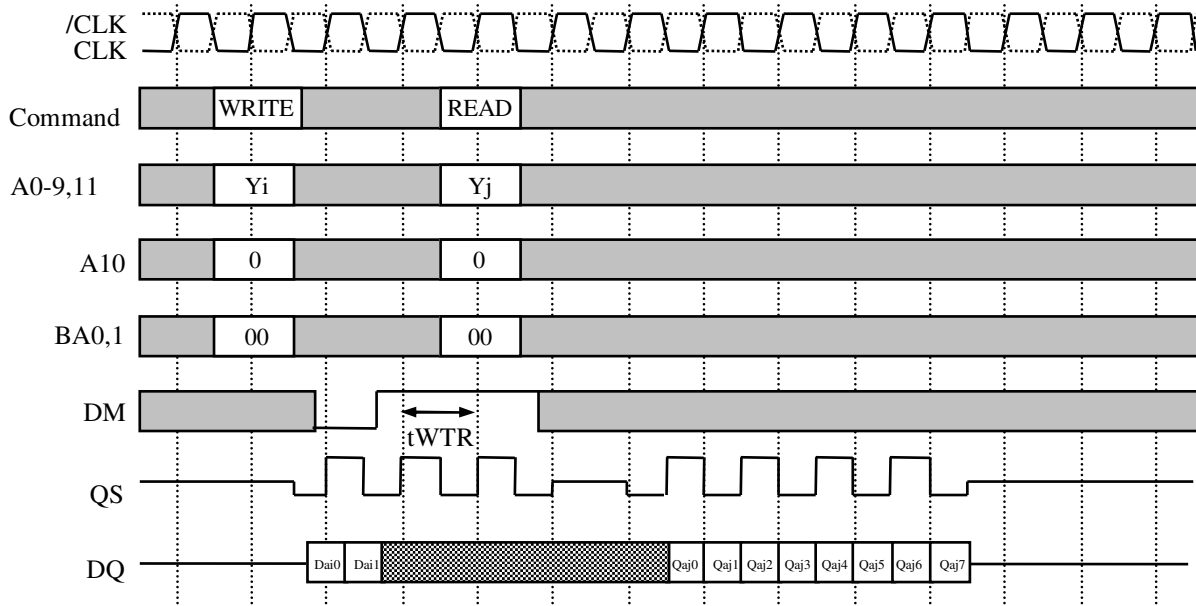 /CLK
CLK
Command WRITE READ
A0-9,11 Yi Yj
A10 0 0
BA0,1 00 00
DM
tWTR
QS
DQ Dai0 Dai1 Qaj0 Qaj1 Qaj2 Qaj3 Qaj4 Qaj5 Qaj6 Qaj7